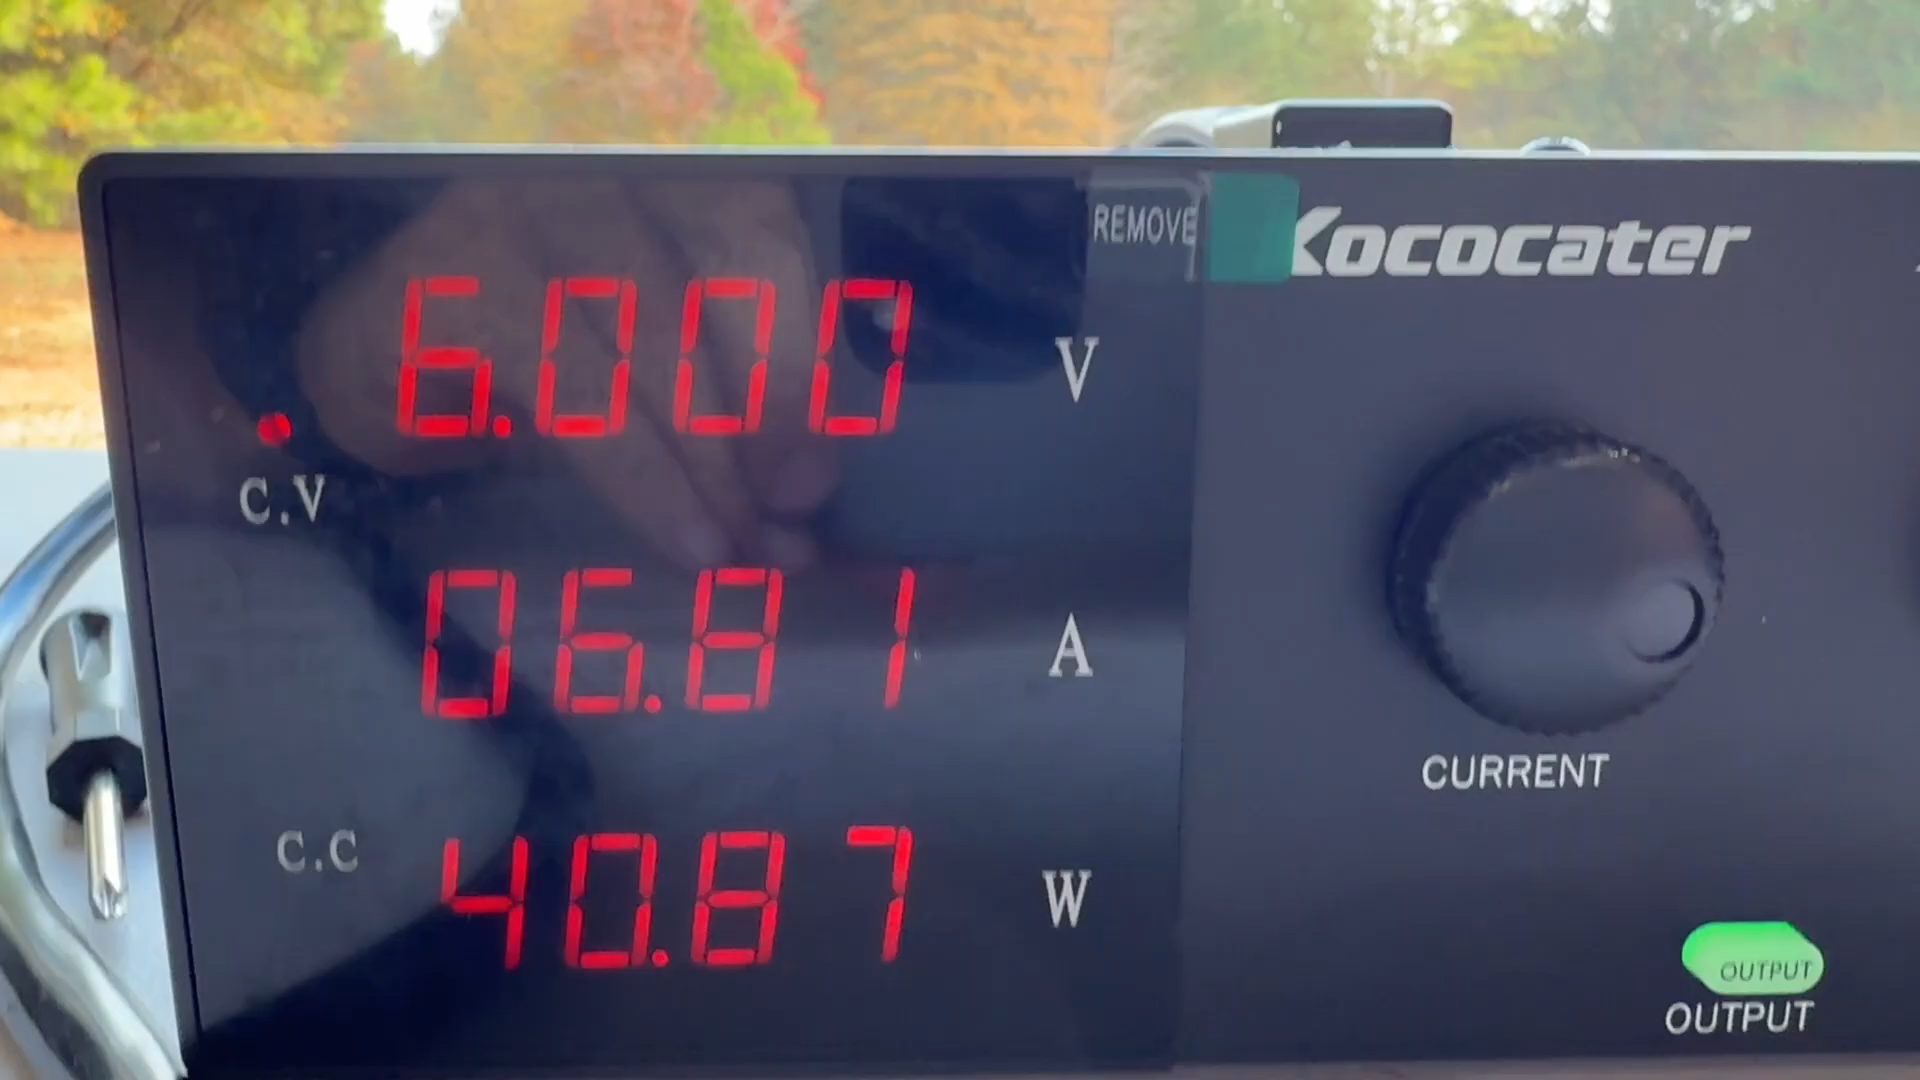 REMOVE
Kococater
6.000 V
C.V
06.81 A
C.C
40.87 W
CURRENT
OUTPUT
OUTPUT